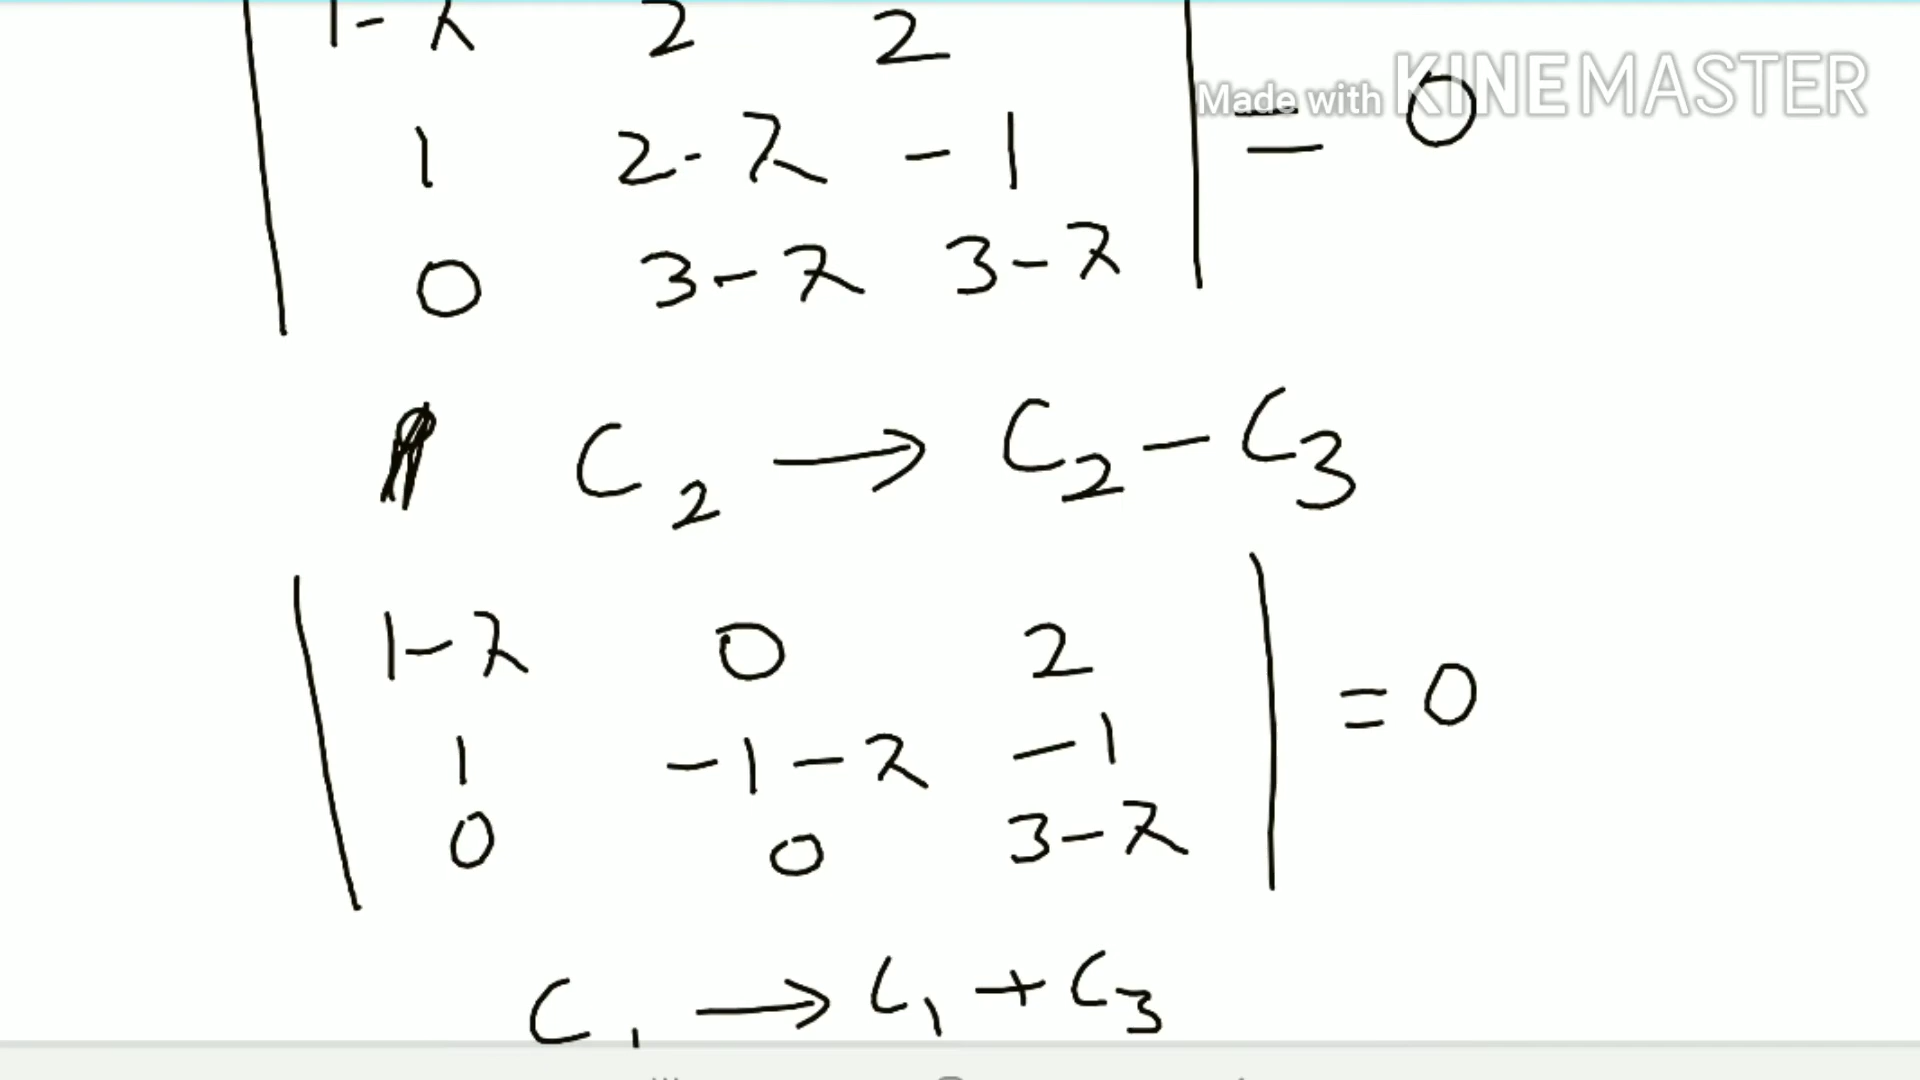 1-λ 2 2
Made with KINEMASTER
1 2-λ -1 = 0
0 3-λ 3-λ
C2 → C2 - C3
1-λ 0 2
1 -1-λ -1 = 0
0 0 3-λ
C1 → C1 + C3